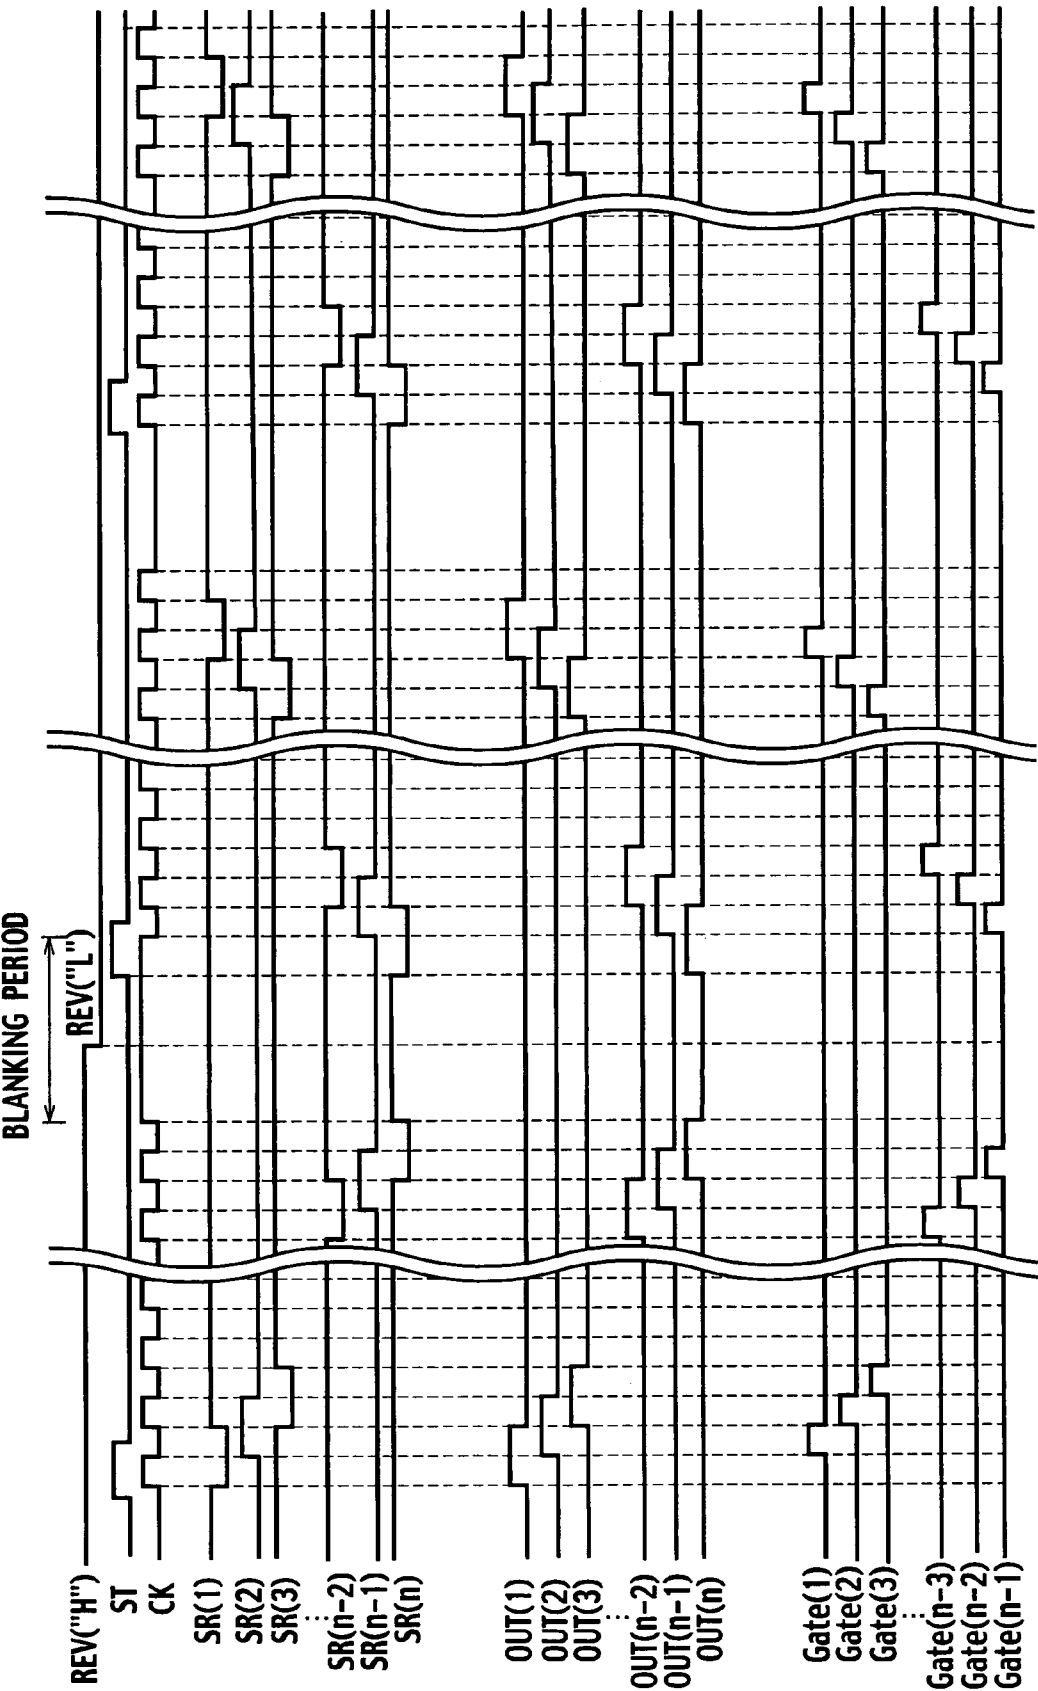 BLANKING PERIOD
REV("L")
REV("H")
ST
CK
SR(1)
SR(2)
SR(3)
⋮
SR(n-2)
SR(n-1)
SR(n)
OUT(1)
OUT(2)
OUT(3)
⋮
OUT(n-2)
OUT(n-1)
OUT(n)
Gate(1)
Gate(2)
Gate(3)
⋮
Gate(n-3)
Gate(n-2)
Gate(n-1)